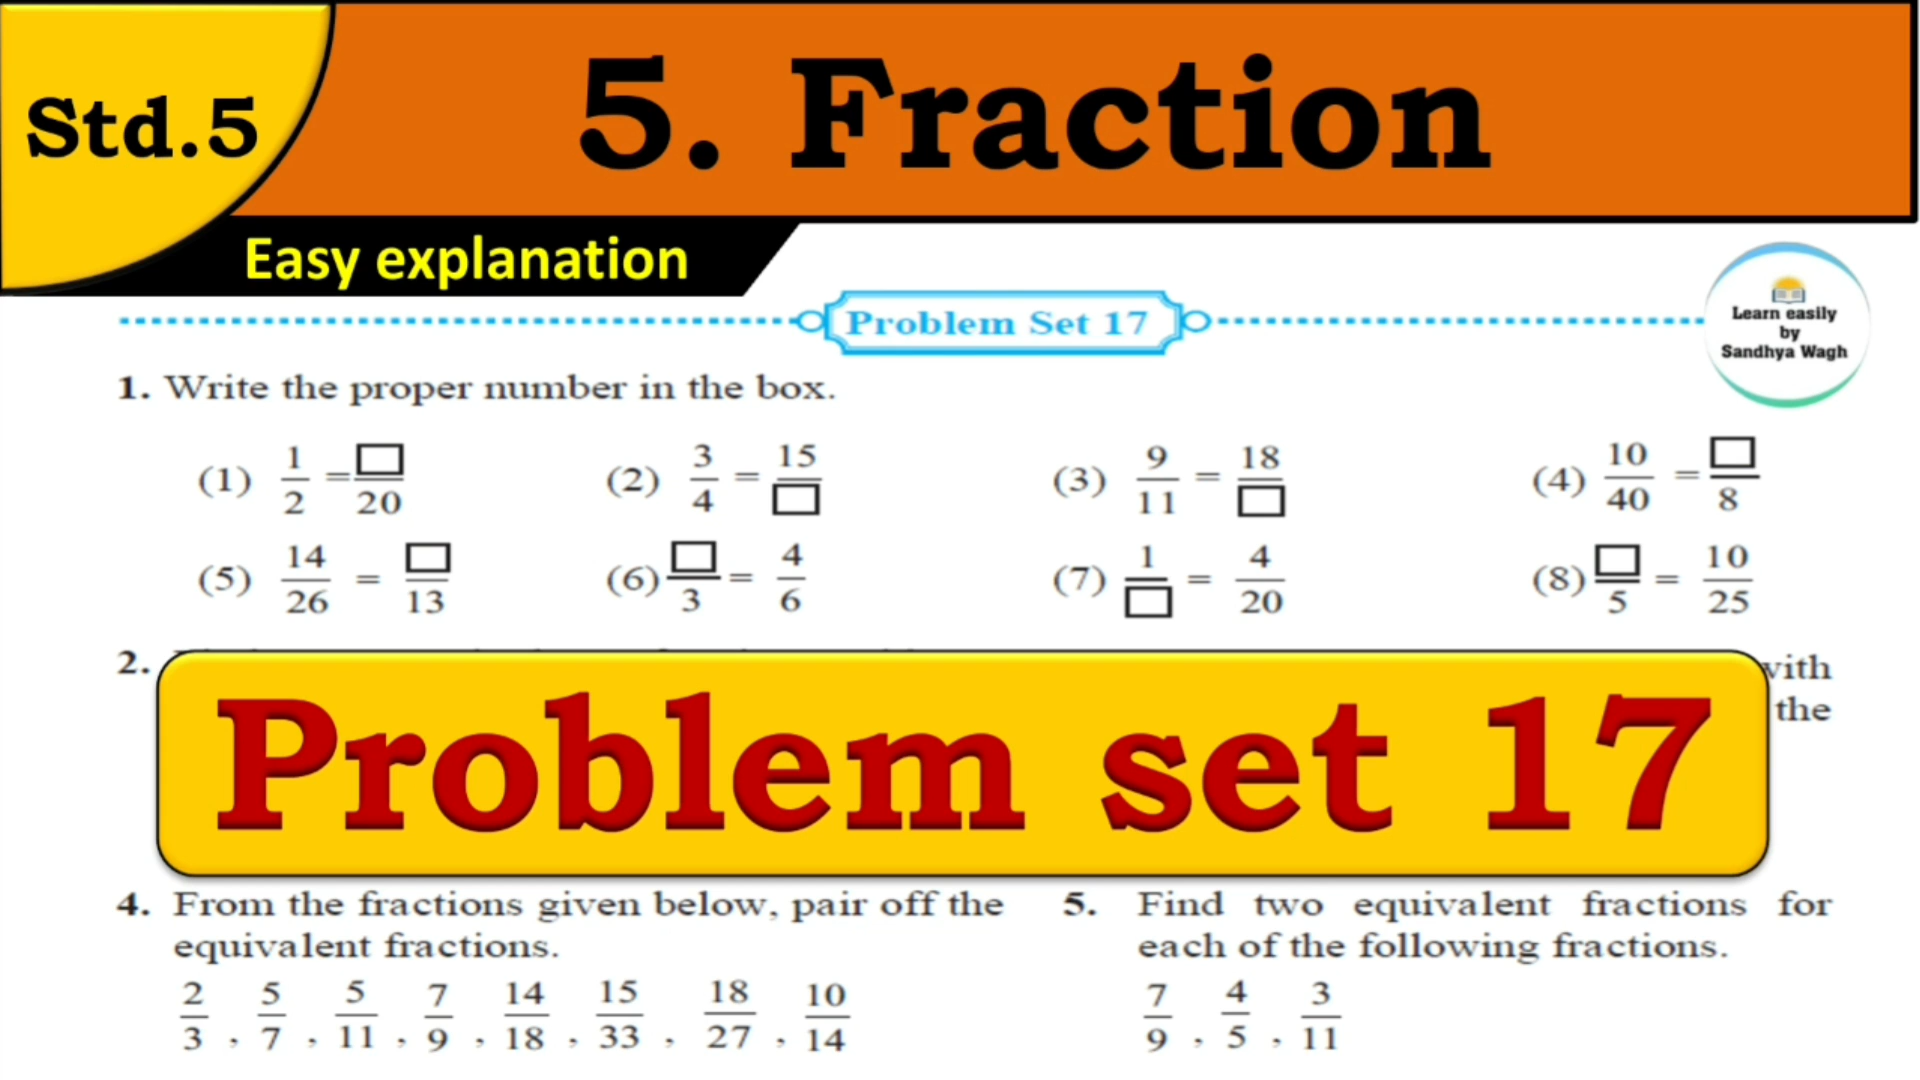 Std.5
5. Fraction
Easy explanation
Problem Set 17
Learn easily
by
Sandhya Wagh
1. Write the proper number in the box.
(1) 1/2 = □/20 (2) 3/4 = 15/□ (3) 9/11 = 18/□ (4) 10/40 = □/8
(5) 14/26 = □/13 (6) □/3 = 4/6 (7) 1/□ = 4/20 (8) □/5 = 10/25
2.
the
Problem set 17
4. From the fractions given below, pair off the
equivalent fractions.
2/3 , 5/7 , 5/11 , 7/9 , 14/18 , 15/33 , 18/27 , 10/14
5. Find two equivalent fractions for
each of the following fractions.
7/9 , 4/5 , 3/11